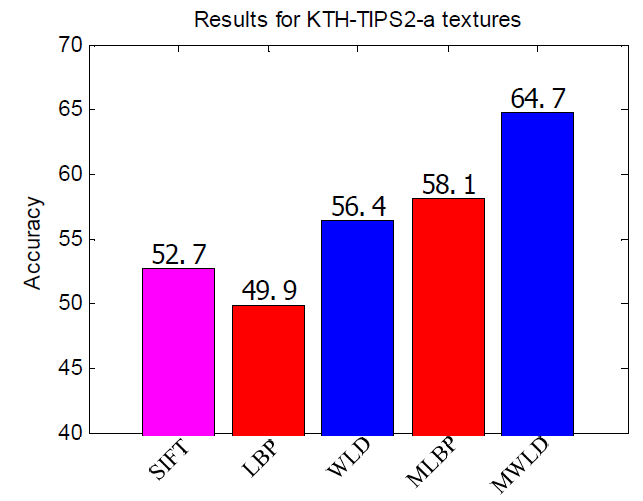 Results for KTH-TIPS2-a textures
70
65
60
55
50
45
40
Accuracy
52.7
49.9
56.4
58.1
64.7
SIFT
LBP
WLD
MLBP
MWLD